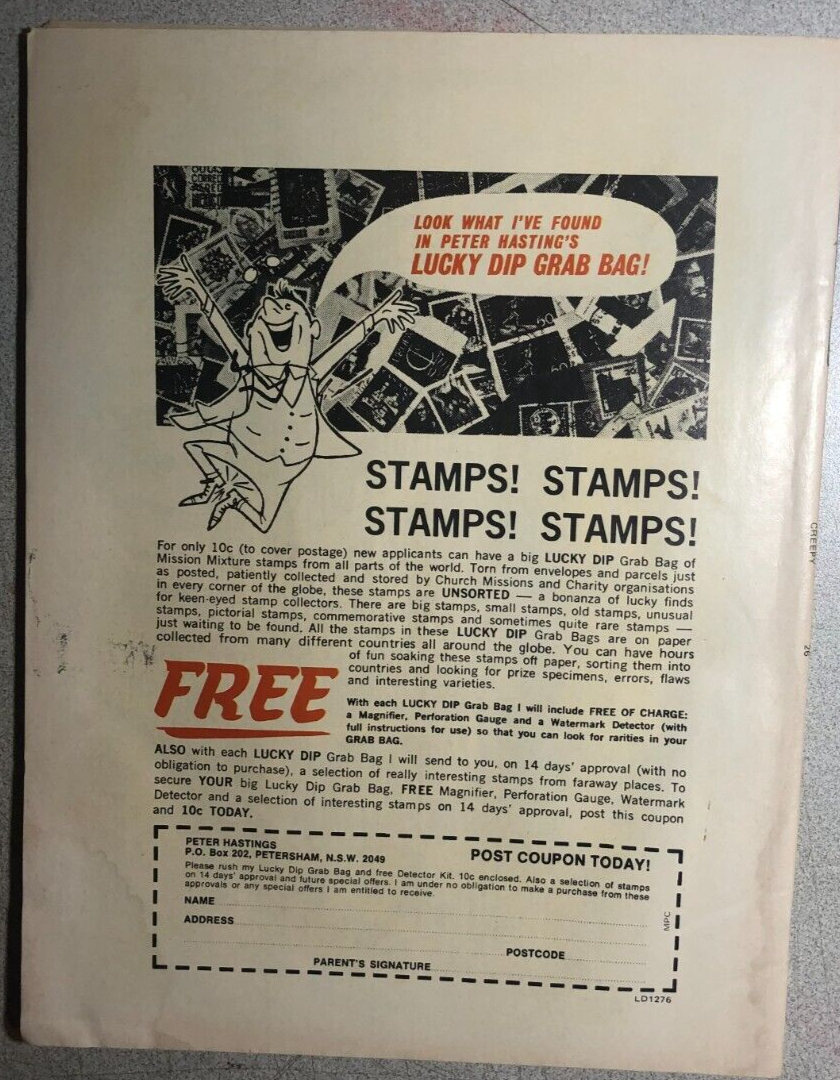 LOOK WHAT I'VE FOUND
IN PETER HASTING'S
LUCKY DIP GRAB BAG!
STAMPS! STAMPS!
STAMPS! STAMPS!
For only 10c (to cover postage) new applicants can have a big LUCKY DIP Grab Bag of
Mission Mixture stamps from all parts of the world. Torn from envelopes and parcels just
as posted, patiently collected and stored by Church Missions and Charity organisations
in every corner of the globe, these stamps are UNSORTED — a bonanza of lucky finds
for keen-eyed stamp collectors. There are big stamps, small stamps, old stamps, unusual
stamps, pictorial stamps, commemorative stamps and sometimes quite rare stamps —
just waiting to be found. All the stamps in these LUCKY DIP Grab Bags are on paper
collected from many different countries all around the globe. You can have hours
of fun soaking these stamps off paper, sorting them into
countries and looking for prize specimens, errors, flaws
and interesting varieties.
FREE
With each LUCKY DIP Grab Bag I will include FREE OF CHARGE:
a Magnifier, Perforation Gauge and a Watermark Detector (with
full instructions for use) so that you can look for rarities in your
GRAB BAG.
ALSO with each LUCKY DIP Grab Bag I will send to you, on 14 days' approval (with no
obligation to purchase), a selection of really interesting stamps from faraway places. To
secure YOUR big Lucky Dip Grab Bag, FREE Magnifier, Perforation Gauge, Watermark
Detector and a selection of interesting stamps on 14 days' approval, post this coupon
and 10c TODAY.
PETER HASTINGS
P.O. Box 202, PETERSHAM, N.S.W. 2049
POST COUPON TODAY!
Please rush my Lucky Dip Grab Bag and free Detector Kit. 10c enclosed. Also a selection of stamps
on 14 days' approval and future special offers. I am under no obligation to make a purchase from these
approvals or any special offers I am entitled to receive.
NAME
ADDRESS
POSTCODE
PARENT'S SIGNATURE
MPC
LD1276
CREEPY
26